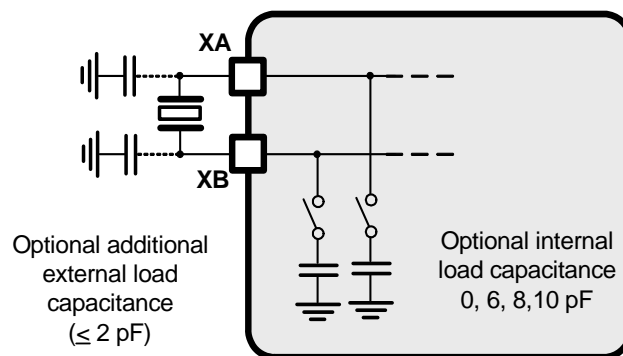 XA
XB
Optional additional
external load
capacitance
(≤ 2 pF)
Optional internal
load capacitance
0, 6, 8,10 pF